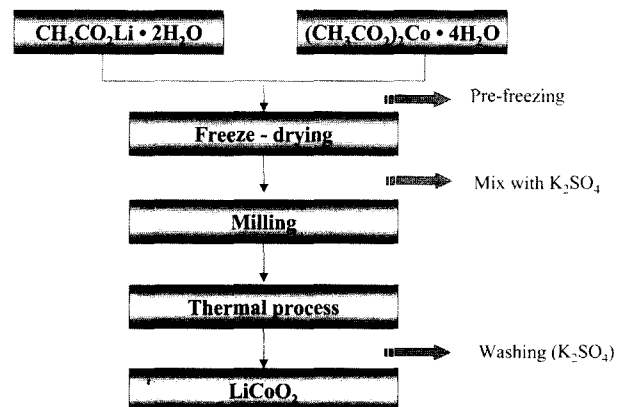 CH₃CO₂Li • 2H₂O
(CH₃CO₂)₂Co • 4H₂O
Pre-freezing
Freeze - drying
Mix with K₂SO₄
Milling
Thermal process
Washing (K₂SO₄)
LiCoO₂